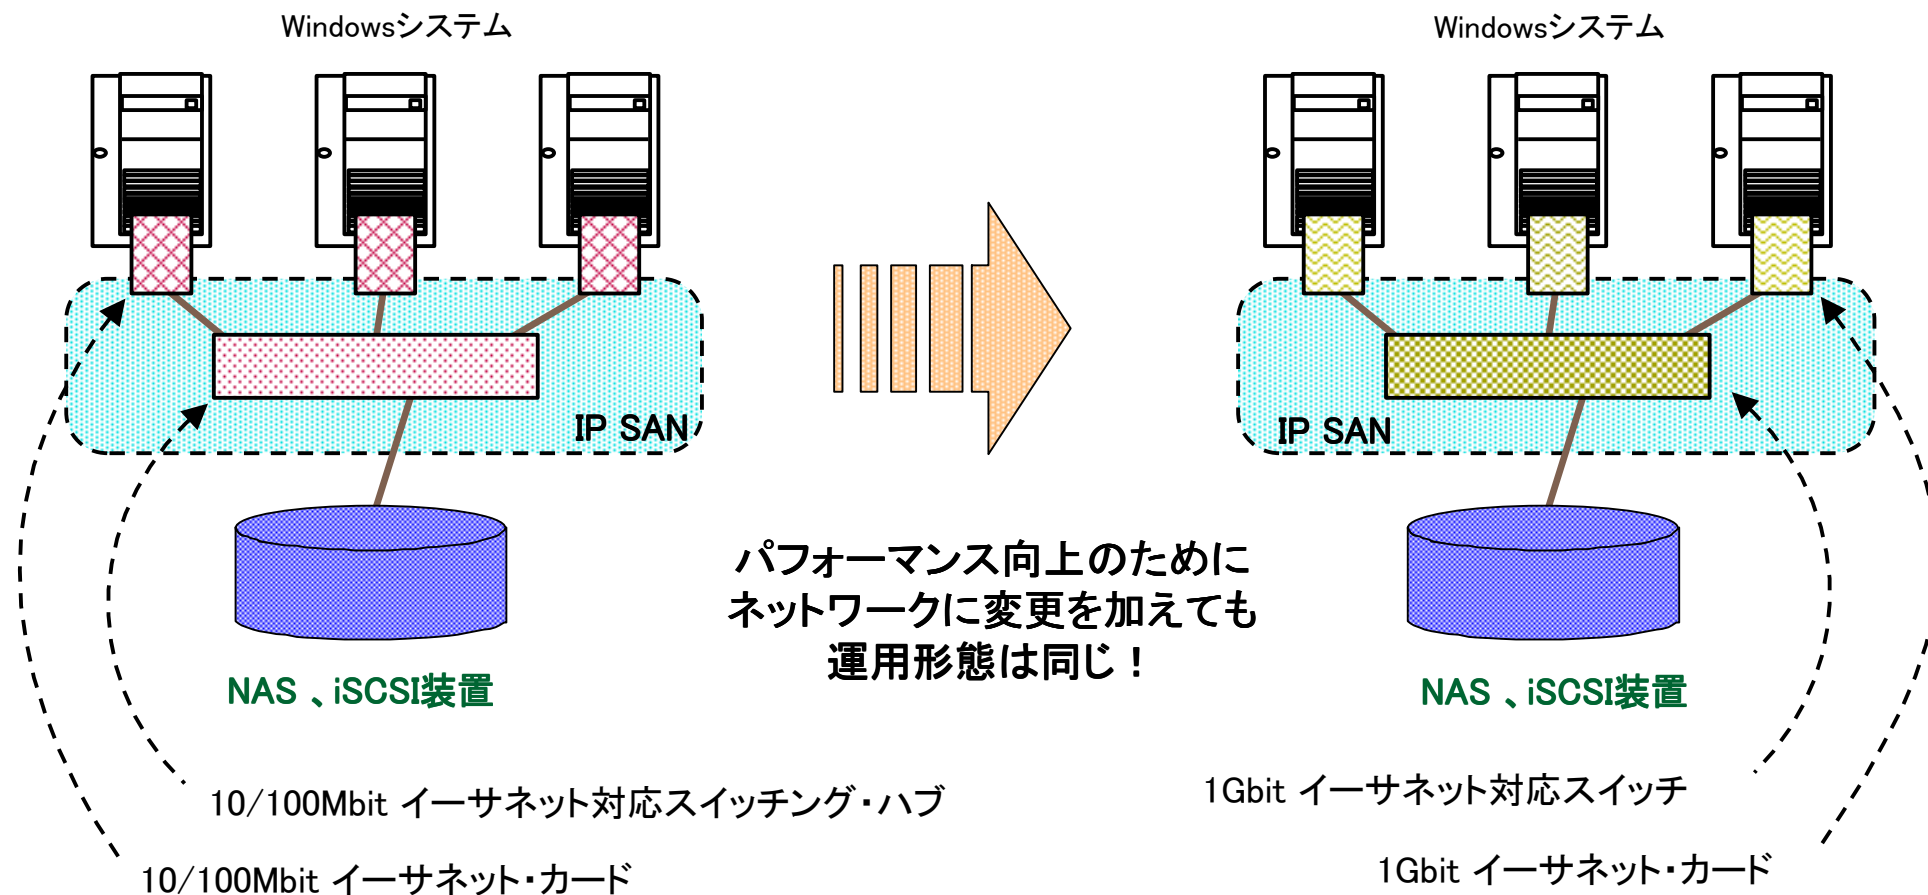 Windowsシステム
Windowsシステム
IP SAN
IP SAN
パフォーマンス向上のために
ネットワークに変更を加えても
運用形態は同じ！
NAS 、iSCSI装置
NAS 、iSCSI装置
10/100Mbit イーサネット対応スイッチング・ハブ
1Gbit イーサネット対応スイッチ
10/100Mbit イーサネット・カード
1Gbit イーサネット・カード